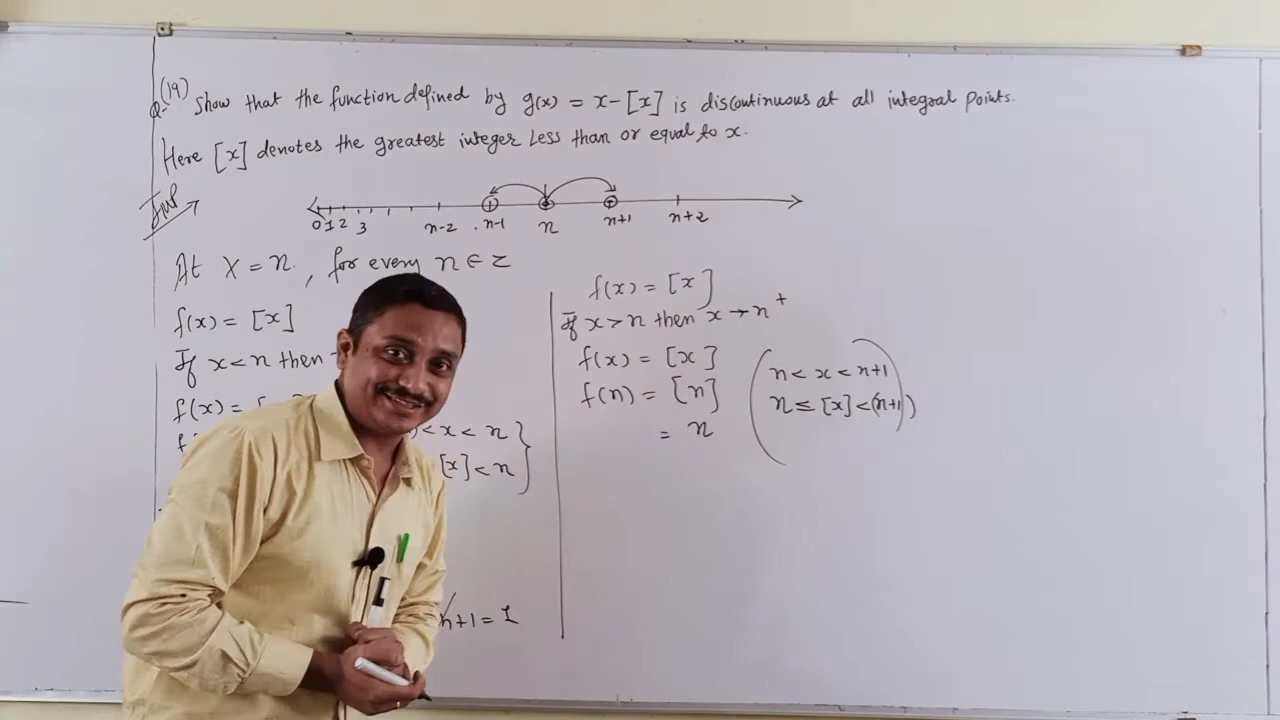 Q-(19) Show that the function defined by g(x) = x-[x] is discontinuous at all integral points.
Here [x] denotes the greatest integer less than or equal to x.
Imp
0 1 2 3 n-2 n-1 n n+1 n+2
At X = n, for every n ∈ z
f(x) = [x]
If x < n then
f(x) = [
< x < n
[x] < n
n+1 = 1
f(x) = [x]
If x > n then x → n⁺
f(x) = [x]
f(n) = [n]
= n
n < x < n+1
n ≤ [x] < (n+1)